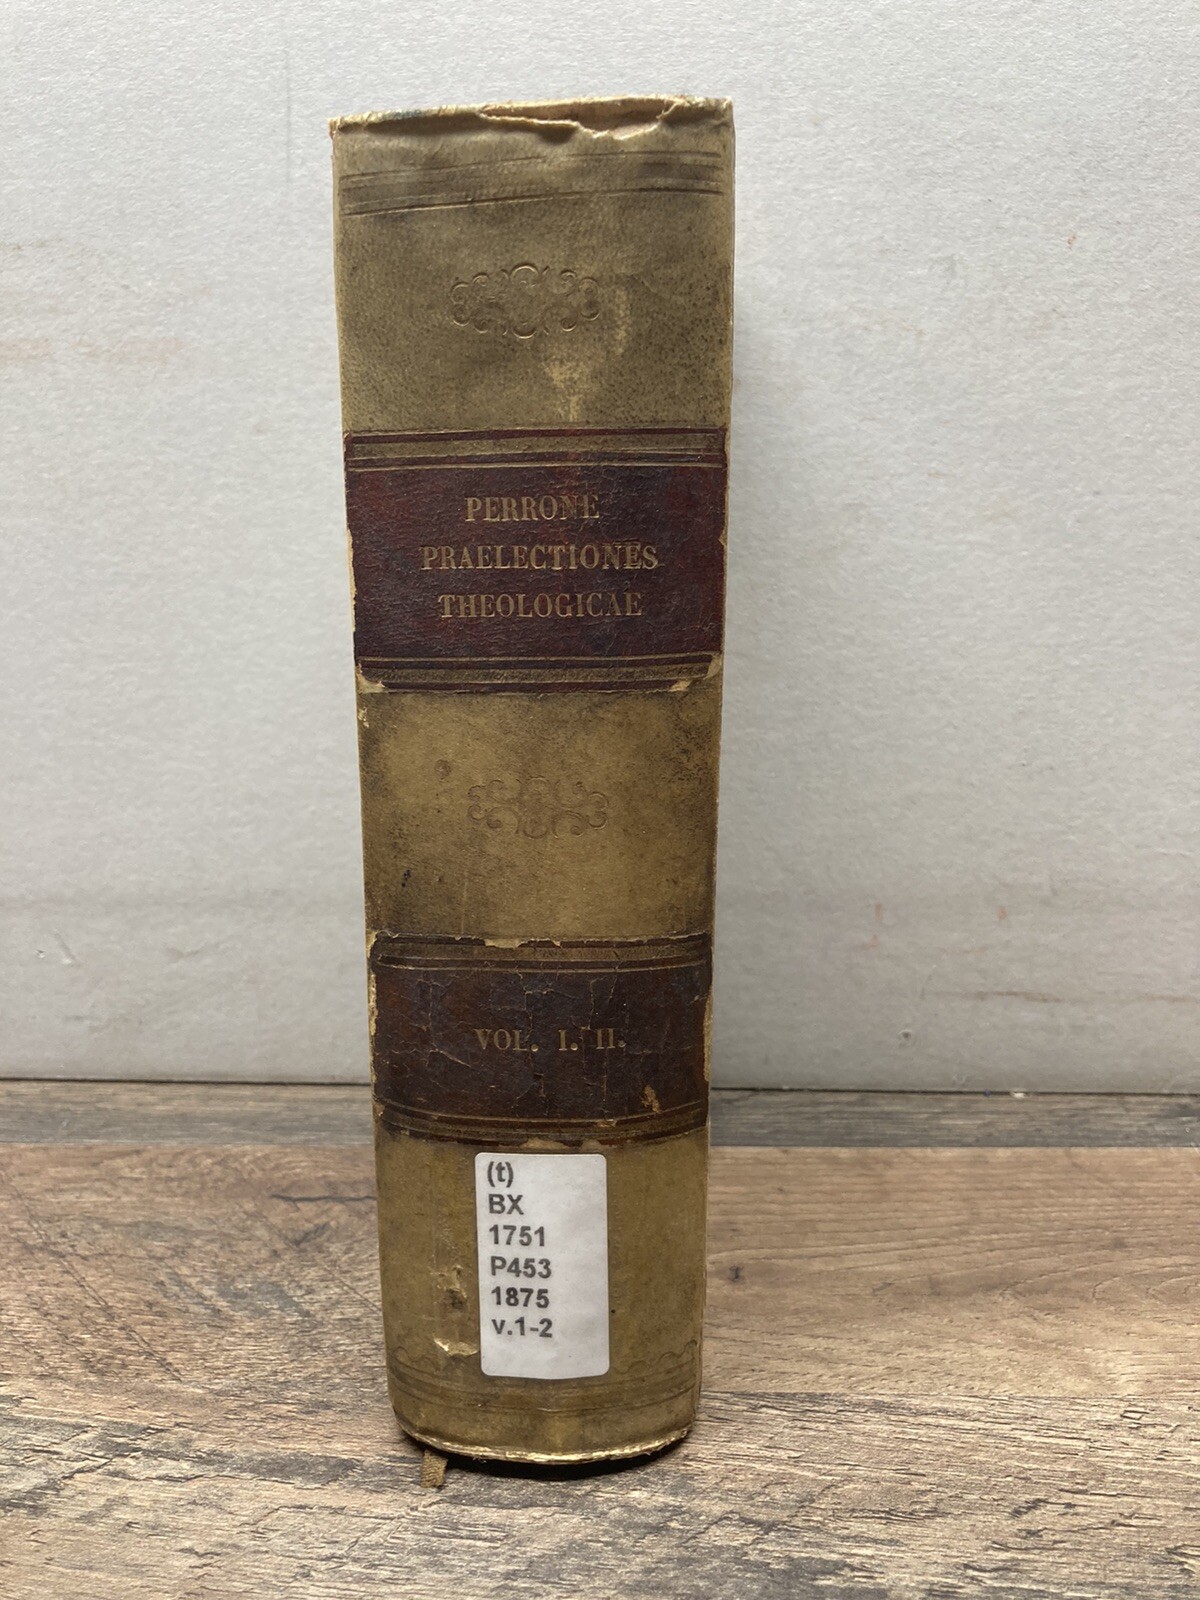 PERRONE
PRAELECTIONES
THEOLOGICAE
VOL. I. II.
(t)
BX
1751
P453
1875
v.1-2